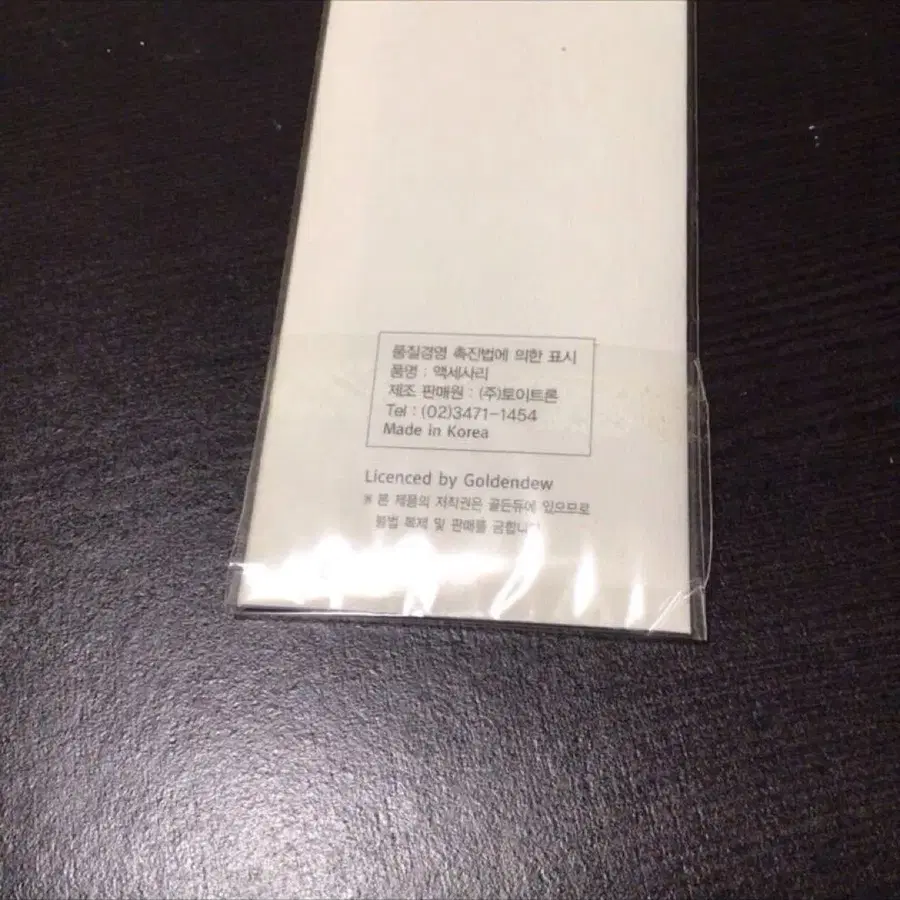 품질경영 촉진법에 의한 표시
품명 : 액세사리
제조 판매원 : (주)토이트론
Tel : (02)3471-1454
Made in Korea
Licenced by Goldendew
※ 본 제품의 저작권은 골든듀에 있으므로
불법 복제 및 판매를 금합니다